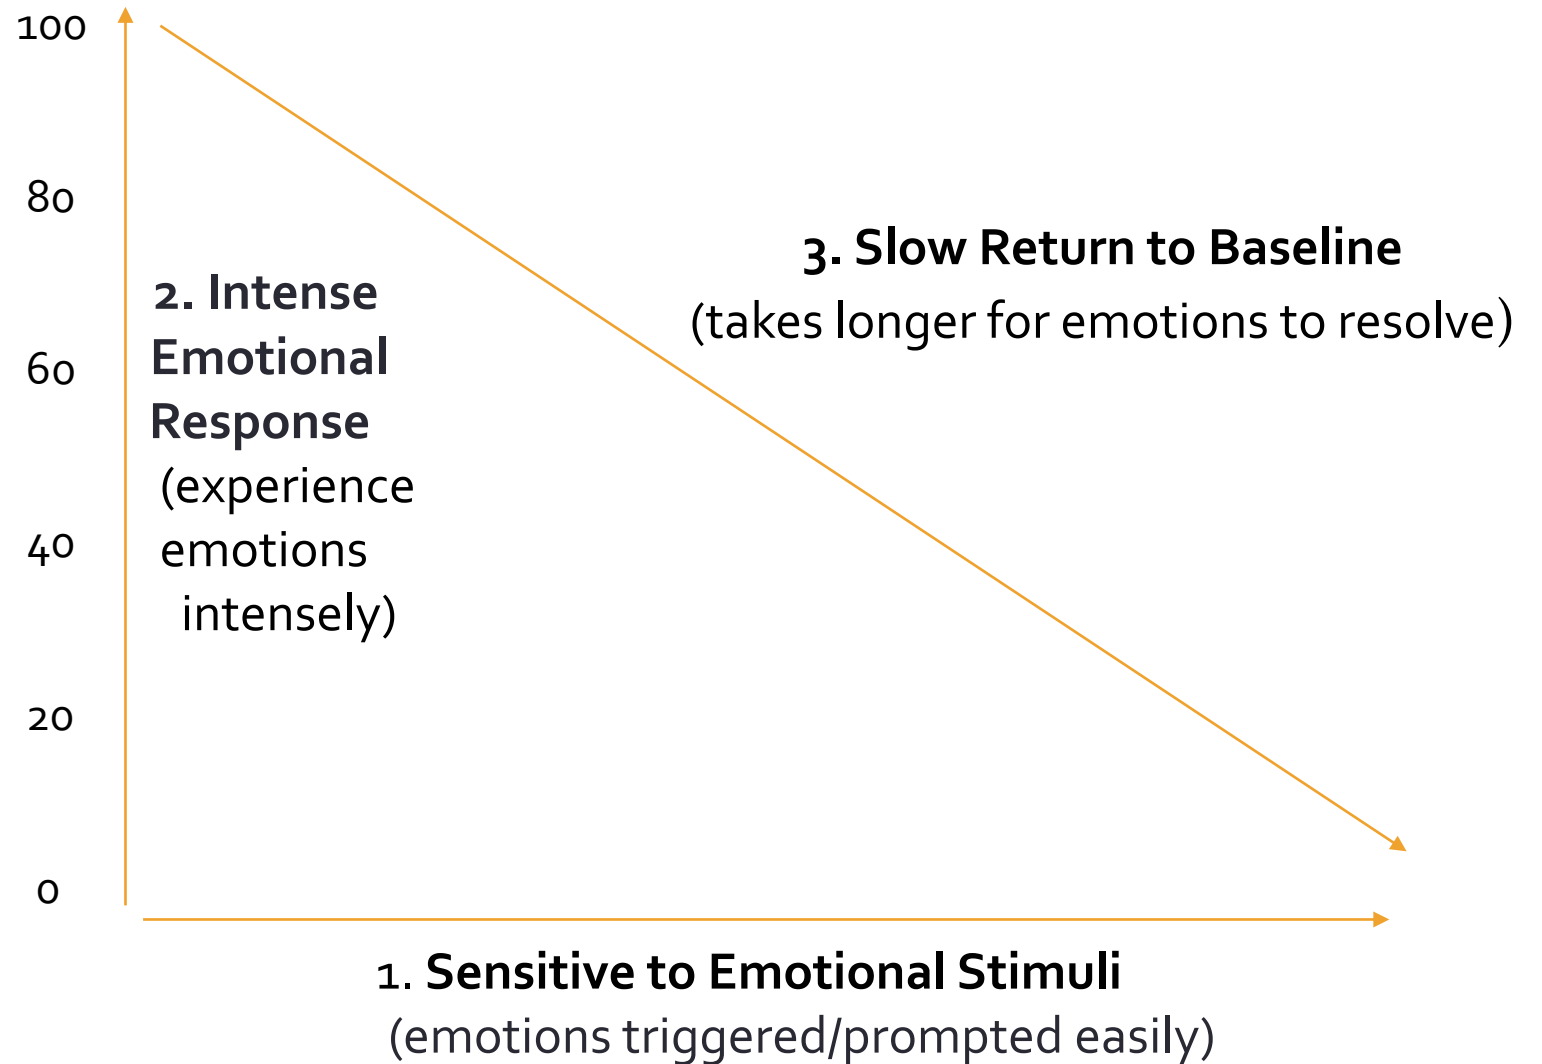 100
80
60
40
20
0
2. Intense
Emotional
Response
(experience
emotions
intensely)
3. Slow Return to Baseline
(takes longer for emotions to resolve)
1. Sensitive to Emotional Stimuli
(emotions triggered/prompted easily)